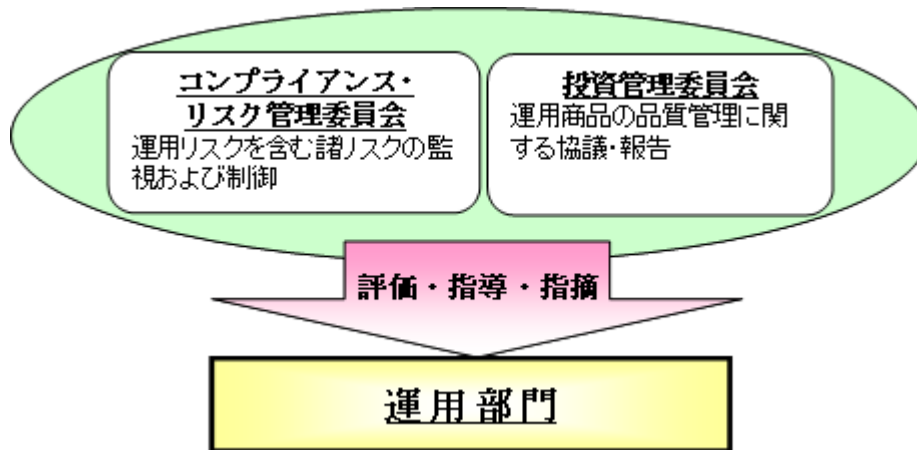 コンプライアンス・
リスク管理委員会
運用リスクを含む諸リスクの監
視および制御
投資管理委員会
運用商品の品質管理に関
する協議・報告
評価・指導・指摘
運用部門